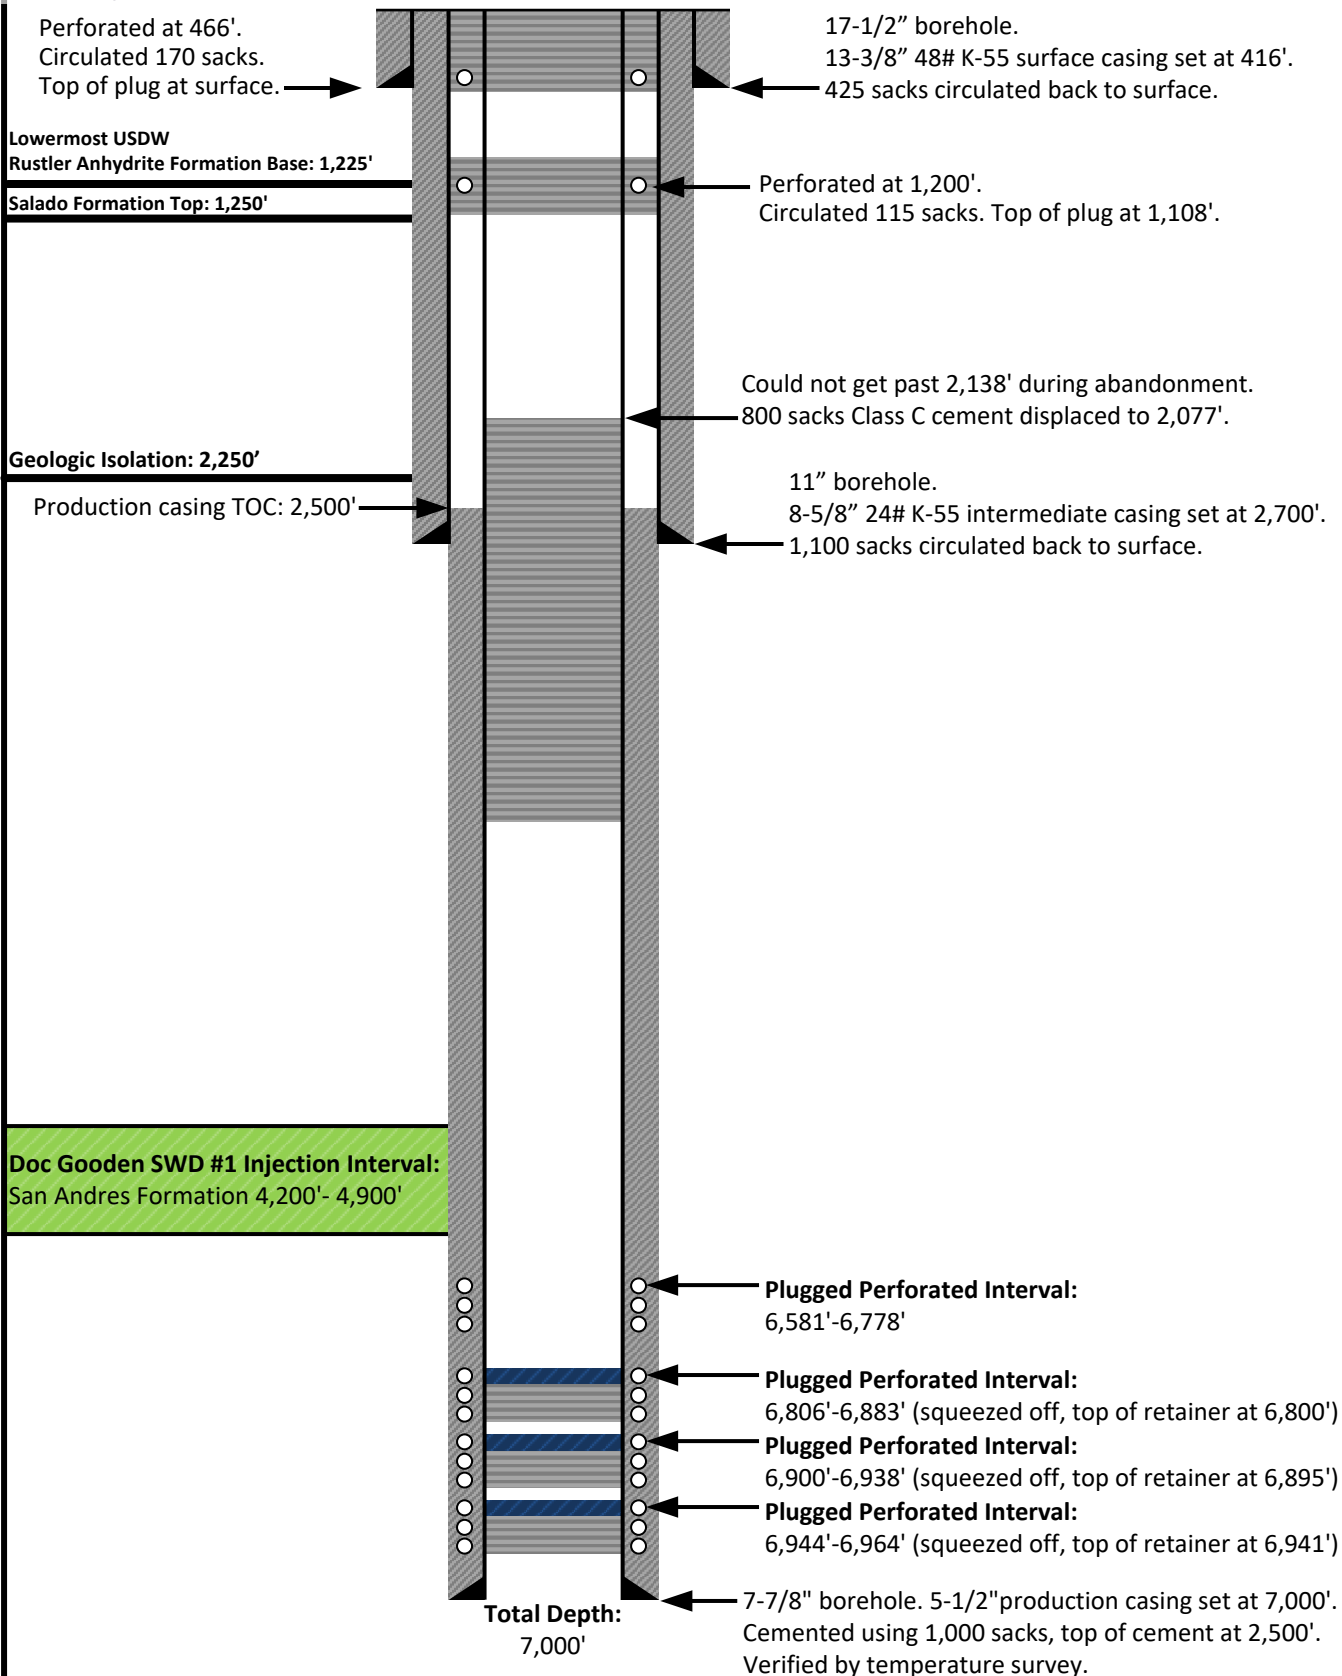 Perforated at 466'.
Circulated 170 sacks.
Top of plug at surface.
17-1/2” borehole.
13-3/8” 48# K-55 surface casing set at 416'.
425 sacks circulated back to surface.
Lowermost USDW
Rustler Anhydrite Formation Base: 1,225'
Salado Formation Top: 1,250'
Perforated at 1,200'.
Circulated 115 sacks. Top of plug at 1,108'.
Could not get past 2,138' during abandonment.
800 sacks Class C cement displaced to 2,077'.
Geologic Isolation: 2,250’
Production casing TOC: 2,500'
11” borehole.
8-5/8” 24# K-55 intermediate casing set at 2,700'.
1,100 sacks circulated back to surface.
Doc Gooden SWD #1 Injection Interval:
San Andres Formation 4,200'- 4,900'
Plugged Perforated Interval:
6,581'-6,778'
Plugged Perforated Interval:
6,806'-6,883' (squeezed off, top of retainer at 6,800')
Plugged Perforated Interval:
6,900'-6,938' (squeezed off, top of retainer at 6,895')
Plugged Perforated Interval:
6,944'-6,964' (squeezed off, top of retainer at 6,941')
Total Depth:
7,000'
7-7/8" borehole. 5-1/2"production casing set at 7,000'.
Cemented using 1,000 sacks, top of cement at 2,500'.
Verified by temperature survey.